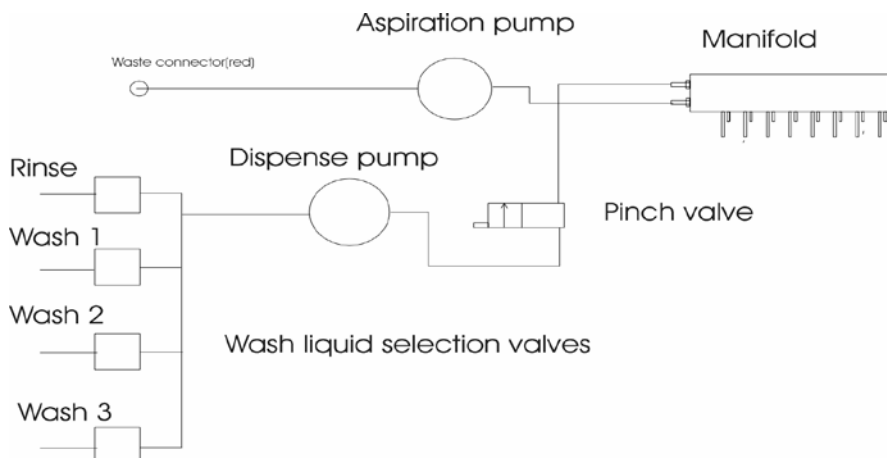 Aspiration pump
Manifold
Waste connector(red)
Dispense pump
Rinse
Pinch valve
Wash 1
Wash 2
Wash liquid selection valves
Wash 3